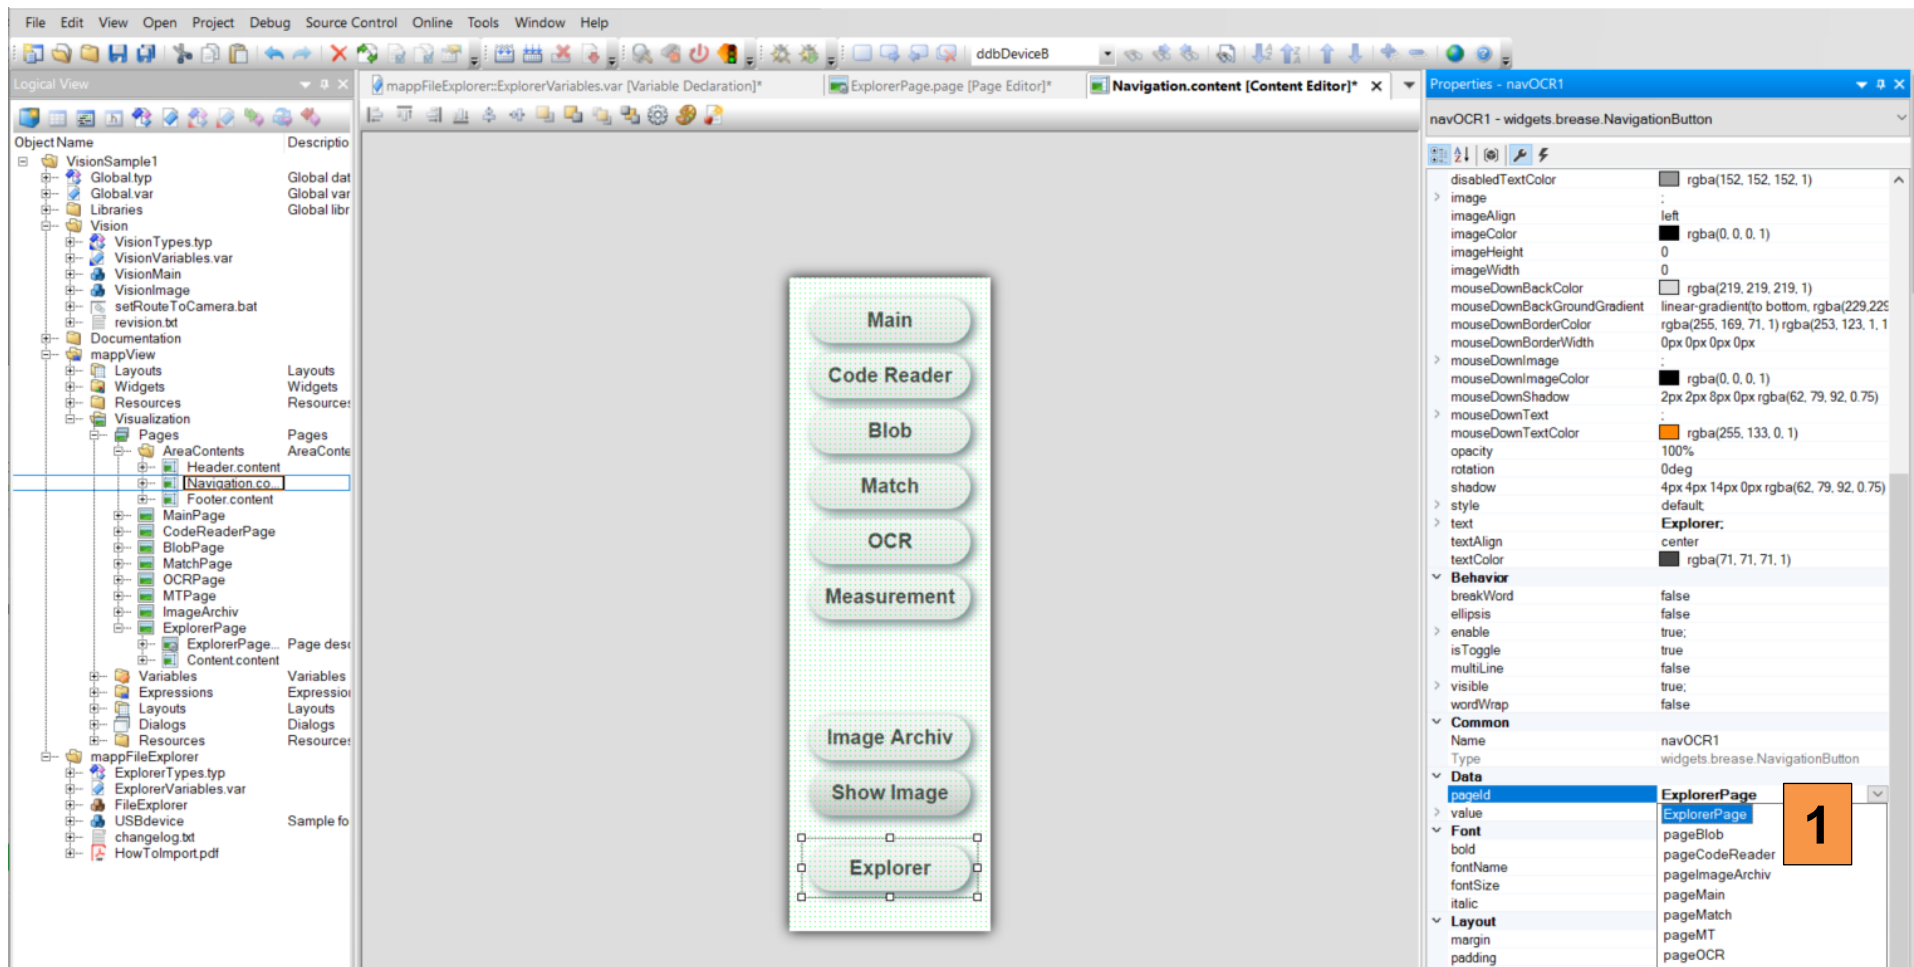 File Edit View Open Project Debug Source Control Online Tools Window Help
ddbDeviceB
Logical View
mappFileExplorer::ExplorerVariables.var [Variable Declaration]*
ExplorerPage.page [Page Editor]*
Navigation.content [Content Editor]*
Properties - navOCR1
navOCR1 - widgets.brease.NavigationButton
Object Name Descriptio
VisionSample1
Global.typ Global dat
Global.var Global var
Libraries Global libr
Vision
VisionTypes.typ
VisionVariables.var
VisionMain
VisionImage
setRouteToCamera.bat
revision.txt
Documentation
mappView
Layouts Layouts
Widgets Widgets
Resources Resources
Visualization
Pages Pages
AreaContents AreaConte
Header.content
Navigation.co...
Footer.content
MainPage
CodeReaderPage
BlobPage
MatchPage
OCRPage
MTPage
ImageArchiv
ExplorerPage
ExplorerPage... Page desc
Content.content
Variables Variables
Expressions Expression
Layouts Layouts
Dialogs Dialogs
Resources Resources
mappFileExplorer
ExplorerTypes.typ
ExplorerVariables.var
FileExplorer
USBdevice Sample fo
changelog.txt
HowToImport.pdf
Main
Code Reader
Blob
Match
OCR
Measurement
Image Archiv
Show Image
Explorer
disabledTextColor rgba(152, 152, 152, 1)
image ;
imageAlign left
imageColor rgba(0, 0, 0, 1)
imageHeight 0
imageWidth 0
mouseDownBackColor rgba(219, 219, 219, 1)
mouseDownBackGroundGradient linear-gradient(to bottom, rgba(229,229
mouseDownBorderColor rgba(255, 169, 71, 1) rgba(253, 123, 1, 1
mouseDownBorderWidth 0px 0px 0px 0px
mouseDownImage ;
mouseDownImageColor rgba(0, 0, 0, 1)
mouseDownShadow 2px 2px 8px 0px rgba(62, 79, 92, 0.75)
mouseDownText ;
mouseDownTextColor rgba(255, 133, 0, 1)
opacity 100%
rotation 0deg
shadow 4px 4px 14px 0px rgba(62, 79, 92, 0.75)
style default;
text Explorer;
textAlign center
textColor rgba(71, 71, 71, 1)
Behavior
breakWord false
ellipsis false
enable true;
isToggle true
multiLine false
visible true;
wordWrap false
Common
Name navOCR1
Type widgets.brease.NavigationButton
Data
pageId ExplorerPage
value ExplorerPage
Font pageBlob
bold pageCodeReader
fontName pageImageArchiv
fontSize pageMain
italic pageMatch
Layout pageMT
margin pageOCR
padding
1